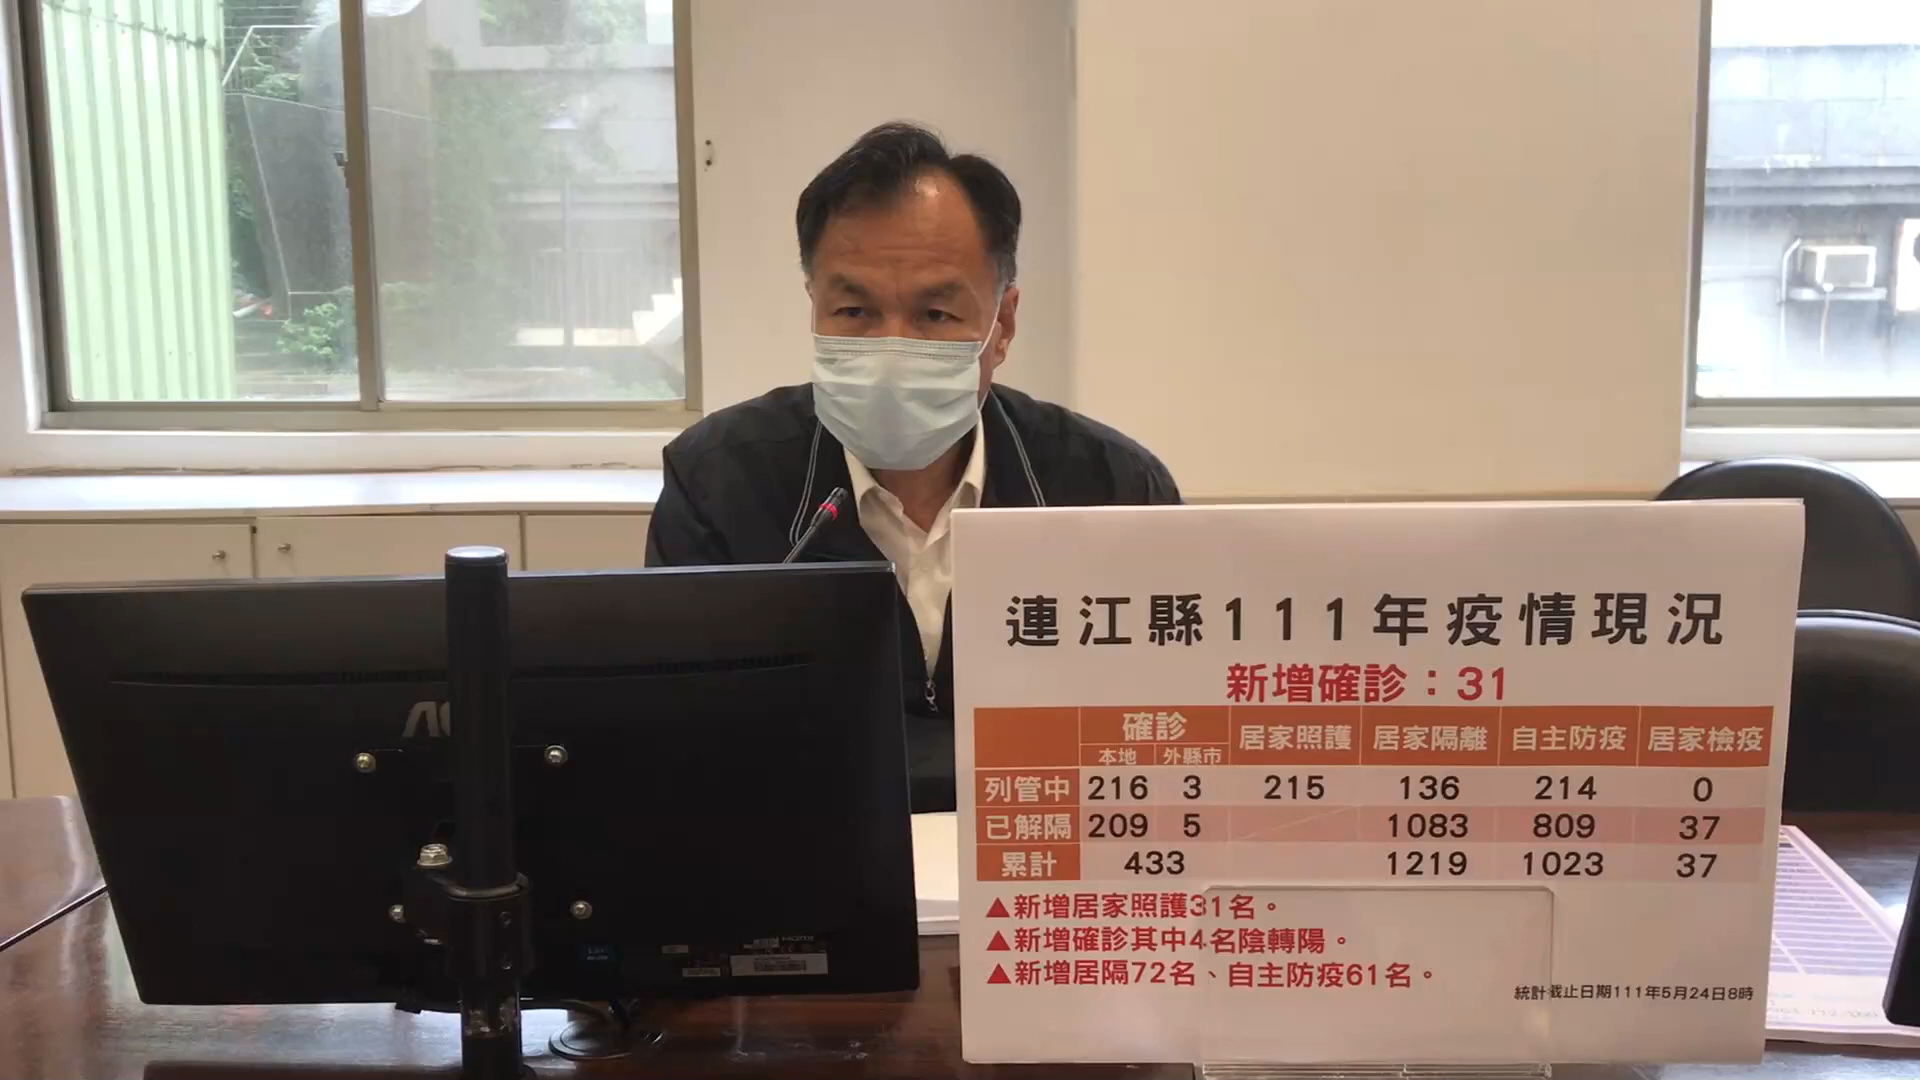 連江縣111年疫情現況
新增確診：31
確診 居家照護 居家隔離 自主防疫 居家檢疫
本地 外縣市
列管中 216 3 215 136 214 0
已解隔 209 5 1083 809 37
累計 433 1219 1023 37
▲新增居家照護31名。
▲新增確診其中4名陰轉陽。
▲新增居隔72名、自主防疫61名。
統計截止日期111年5月24日8時